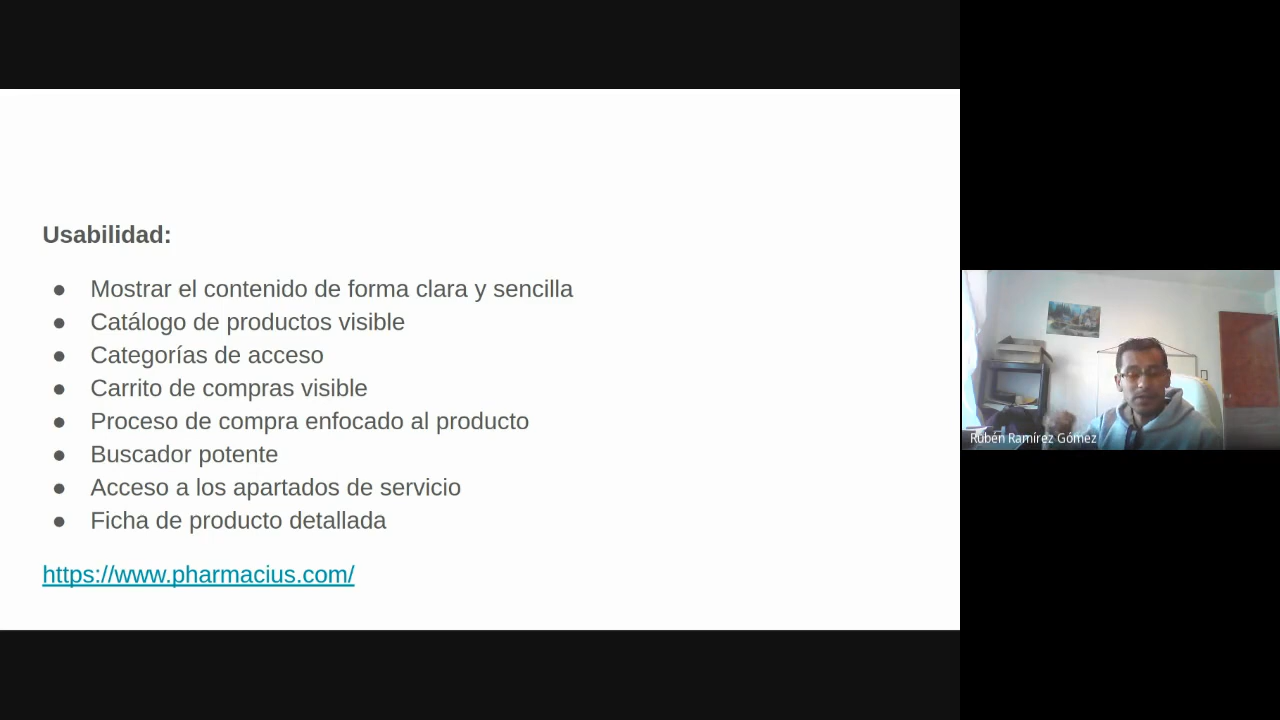 Usabilidad:
● Mostrar el contenido de forma clara y sencilla
● Catálogo de productos visible
● Categorías de acceso
● Carrito de compras visible
● Proceso de compra enfocado al producto
● Buscador potente
● Acceso a los apartados de servicio
● Ficha de producto detallada
https://www.pharmacius.com/
Rubén Ramírez Gómez